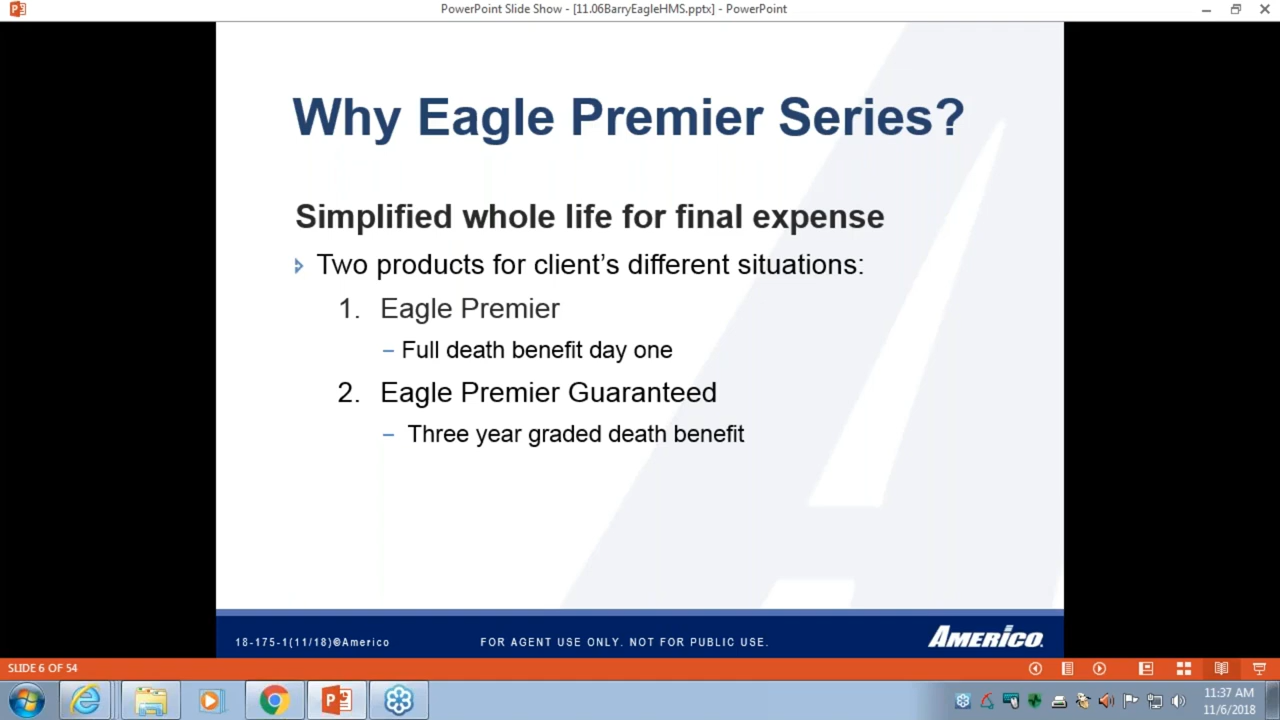 PowerPoint Slide Show - [11.06BarryEagleHMS.pptx] - PowerPoint
Why Eagle Premier Series?
Simplified whole life for final expense
Two products for client's different situations:
1. Eagle Premier
– Full death benefit day one
2. Eagle Premier Guaranteed
– Three year graded death benefit
18-175-1(11/18)©Americo
FOR AGENT USE ONLY. NOT FOR PUBLIC USE.
AMERICO.
SLIDE 6 OF 54
11:37 AM
11/6/2018